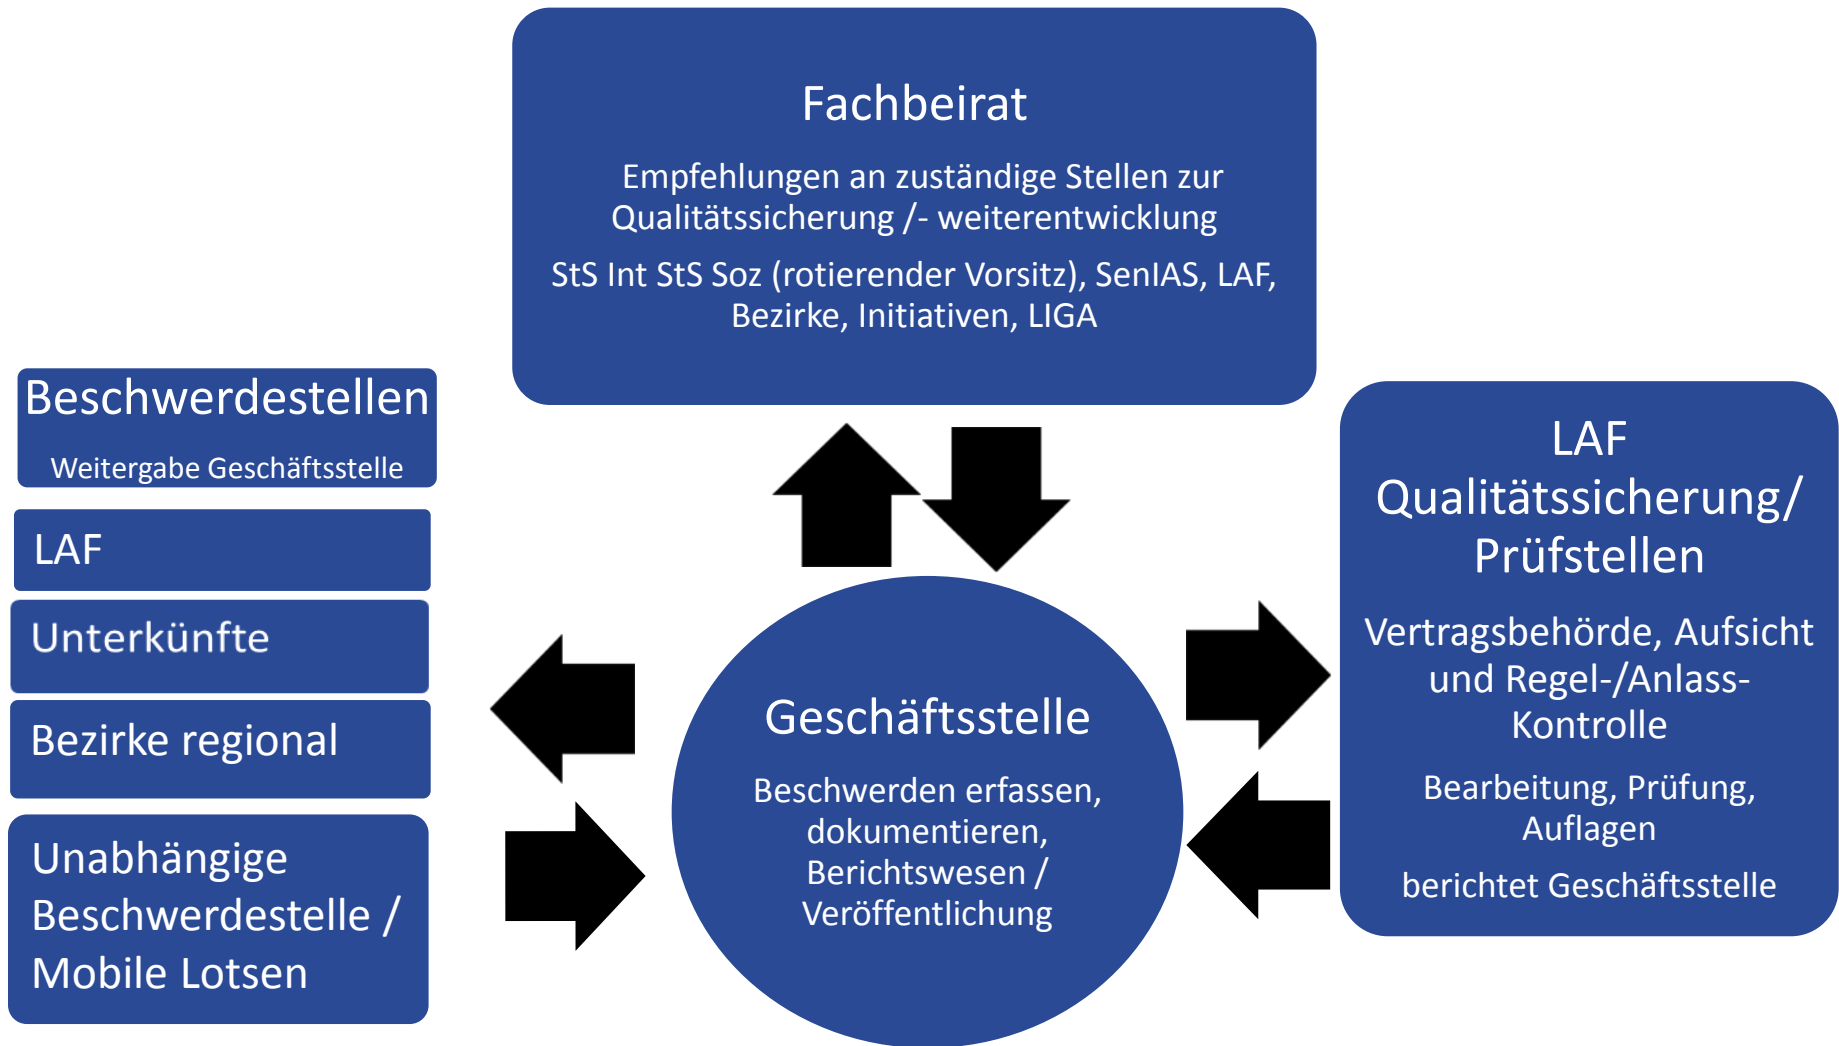 Fachbeirat
Empfehlungen an zuständige Stellen zur
Qualitätssicherung /- weiterentwicklung
StS Int StS Soz (rotierender Vorsitz), SenIAS, LAF,
Bezirke, Initiativen, LIGA
Beschwerdestellen
Weitergabe Geschäftsstelle
LAF
Unterkünfte
Bezirke regional
Unabhängige
Beschwerdestelle /
Mobile Lotsen
Geschäftsstelle
Beschwerden erfassen,
dokumentieren,
Berichtswesen /
Veröffentlichung
LAF
Qualitätssicherung/
Prüfstellen
Vertragsbehörde, Aufsicht
und Regel-/Anlass-
Kontrolle
Bearbeitung, Prüfung,
Auflagen
berichtet Geschäftsstelle